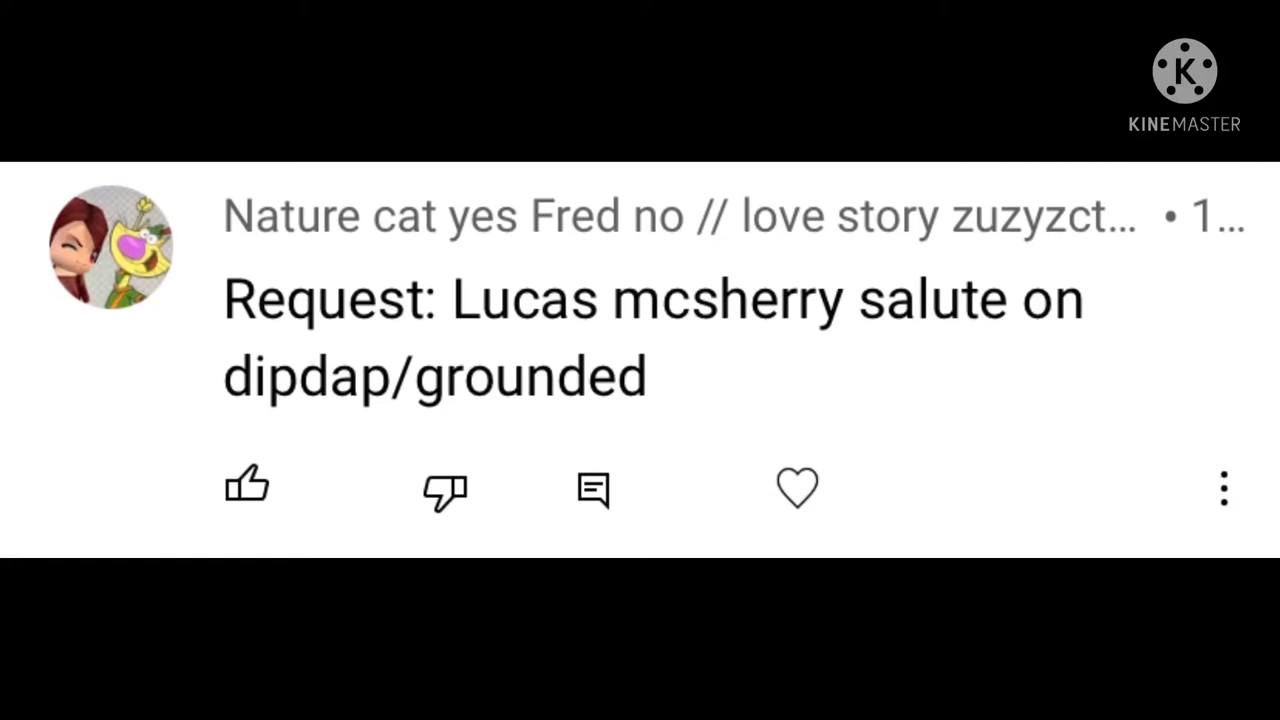 K
KINEMASTER
Nature cat yes Fred no // love story zuzyzct... • 1...
Request: Lucas mcsherry salute on
dipdap/grounded